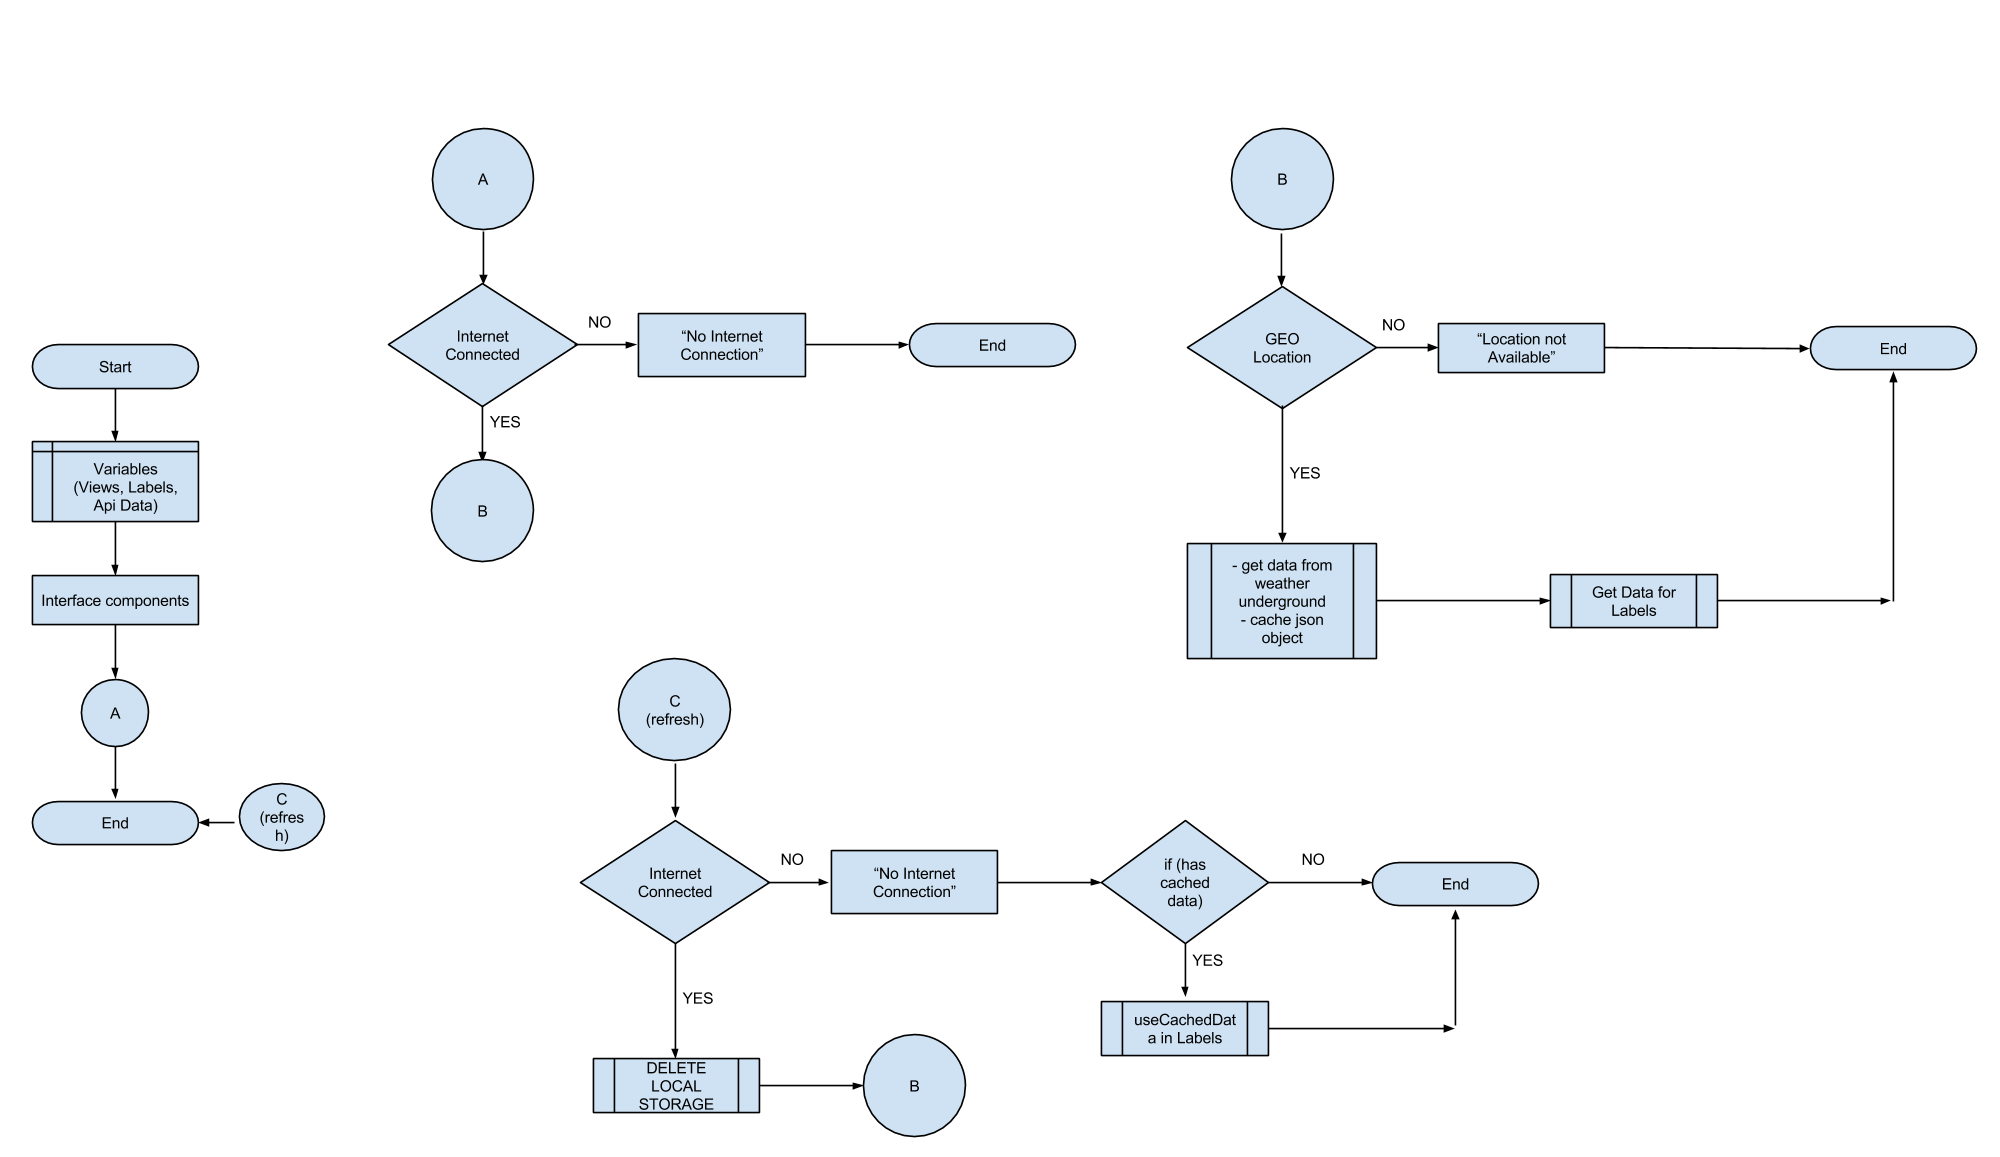 Start
Variables
(Views, Labels,
Api Data)
Interface components
A
End
C
(refres
h)
A
Internet
Connected
NO
“No Internet
Connection”
End
YES
B
B
GEO
Location
NO
“Location not
Available”
End
YES
- get data from
weather
underground
- cache json
object
Get Data for
Labels
C
(refresh)
Internet
Connected
NO
“No Internet
Connection”
if (has
cached
data)
NO
End
YES
useCachedDat
a in Labels
YES
DELETE
LOCAL
STORAGE
B